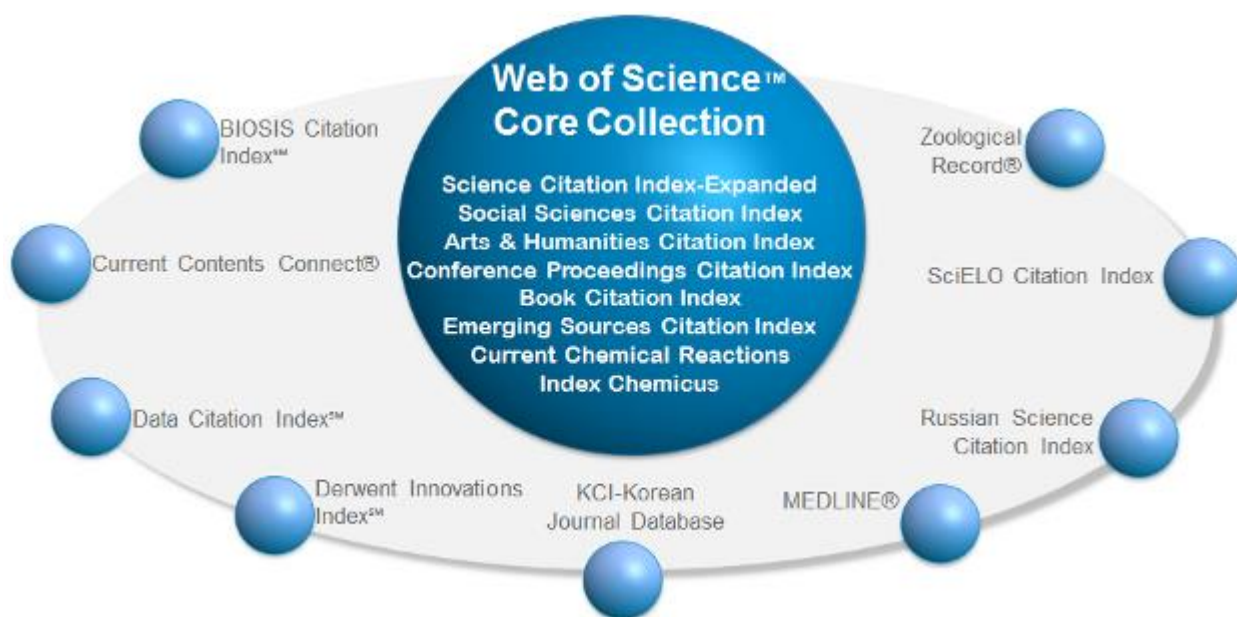 Web of Science™
Core Collection
Science Citation Index-Expanded
Social Sciences Citation Index
Arts & Humanities Citation Index
Conference Proceedings Citation Index
Book Citation Index
Emerging Sources Citation Index
Current Chemical Reactions
Index Chemicus
BIOSIS Citation
Index℠
Current Contents Connect®
Data Citation Index℠
Derwent Innovations
Index℠
KCI-Korean
Journal Database
MEDLINE®
Russian Science
Citation Index
SciELO Citation Index
Zoological
Record®